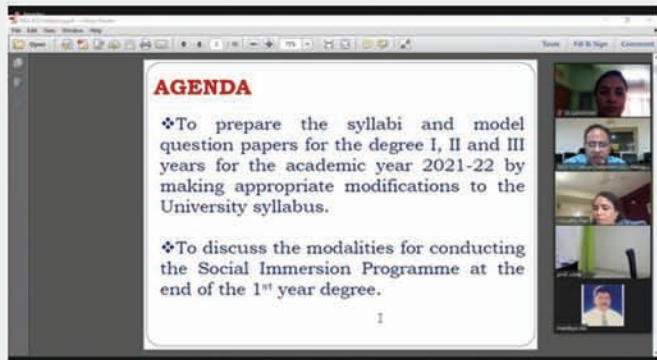 File Edit View Window Help
Open
75%
Tools
Fill & Sign
Comment
AGENDA
❖To prepare the syllabi and model
question papers for the degree I, II and III
years for the academic year 2021-22 by
making appropriate modifications to the
University syllabus.
❖To discuss the modalities for conducting
the Social Immersion Programme at the
end of the 1st year degree.